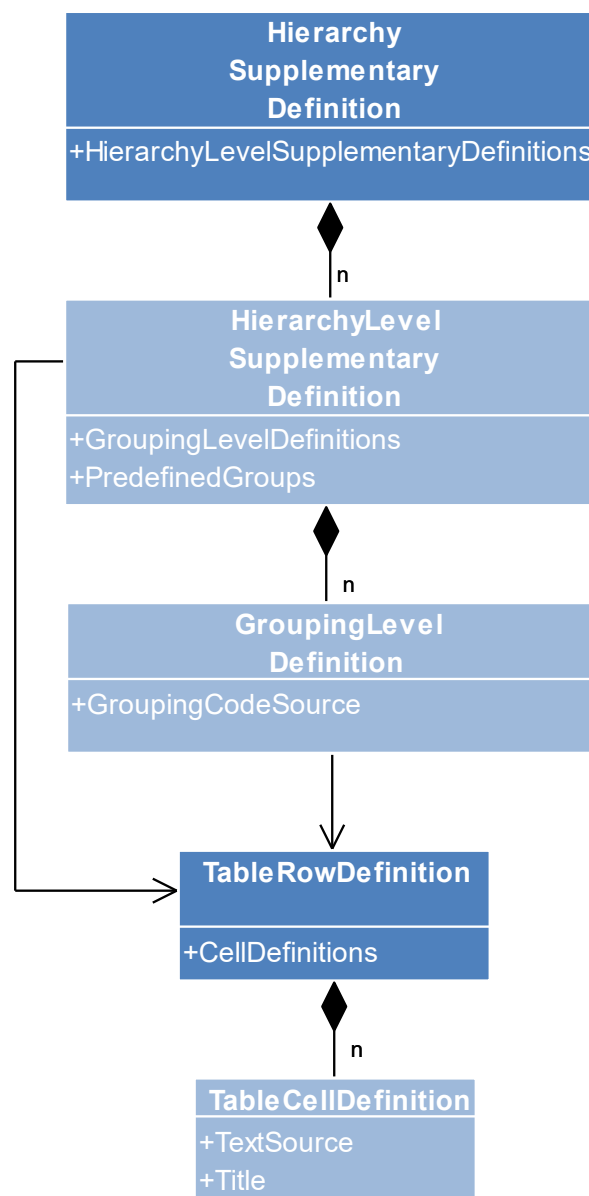 Hierarchy
Supplementary
Definition
+HierarchyLevelSupplementaryDefinitions
n
HierarchyLevel
Supplementary
Definition
+GroupingLevelDefinitions
+PredefinedGroups
n
GroupingLevel
Definition
+GroupingCodeSource
TableRowDefinition
+CellDefinitions
n
TableCellDefinition
+TextSource
+Title